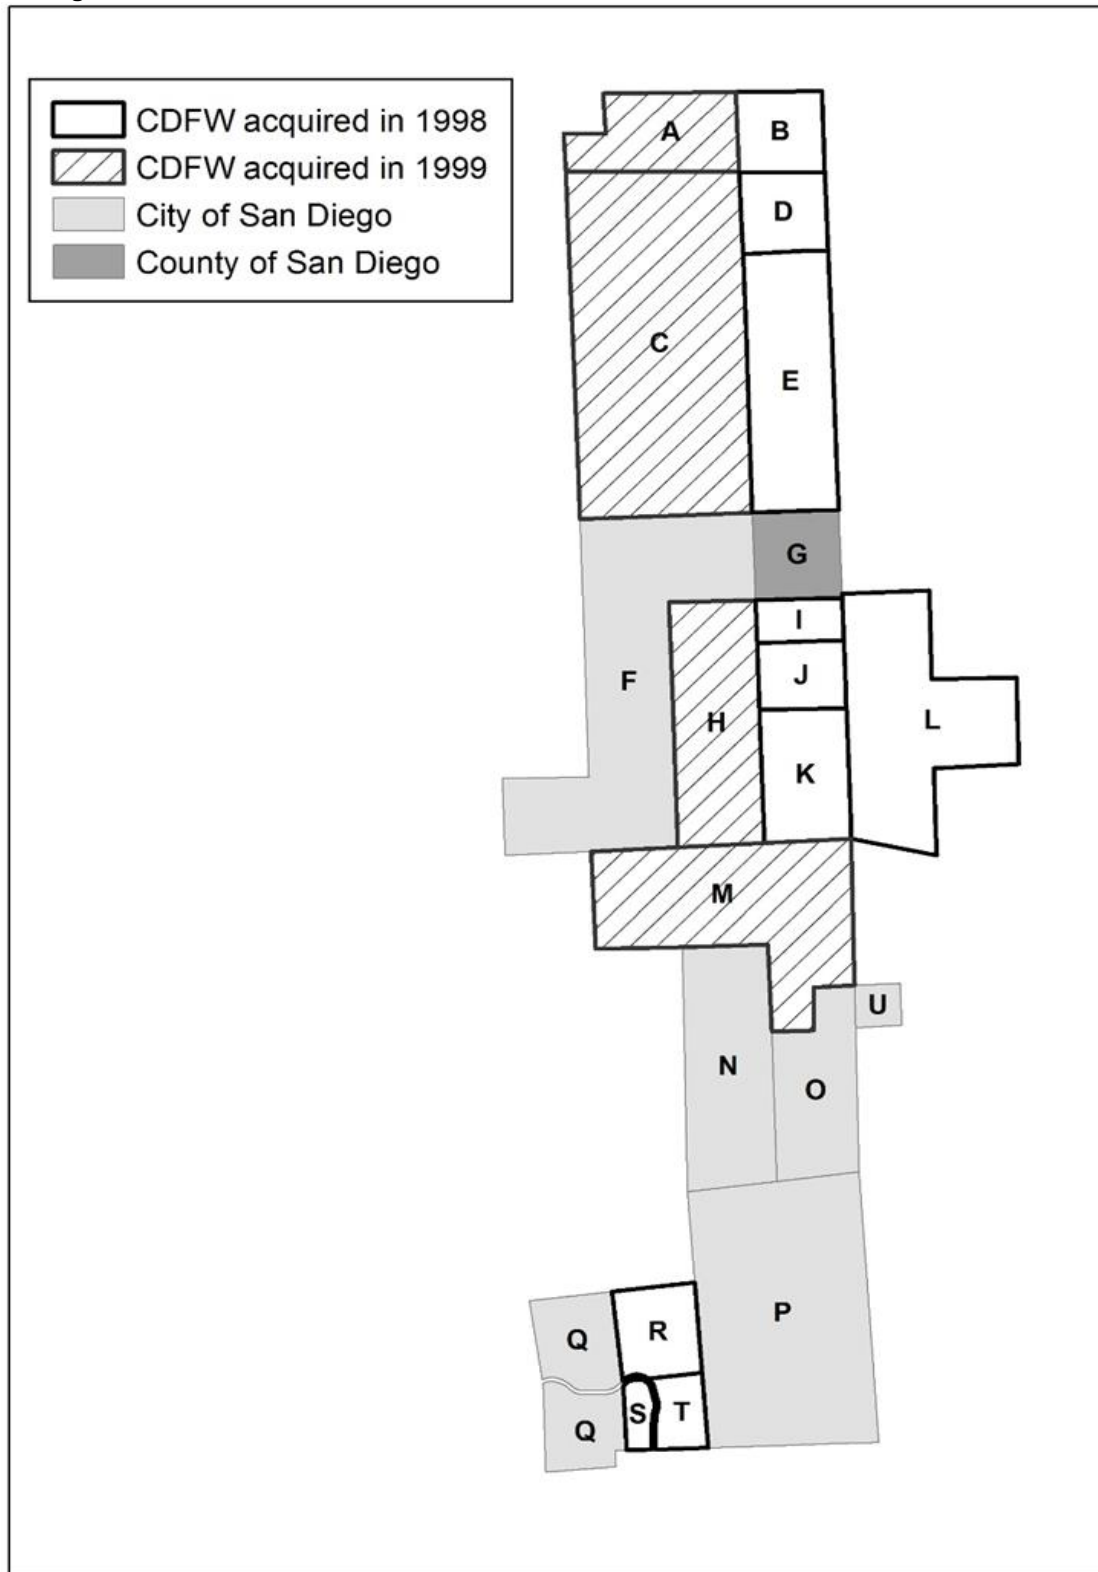 CDFW acquired in 1998
CDFW acquired in 1999
City of San Diego
County of San Diego
A
B
D
C
E
G
I
F
J
H
L
K
M
U
N
O
P
R
Q
S
T
Q